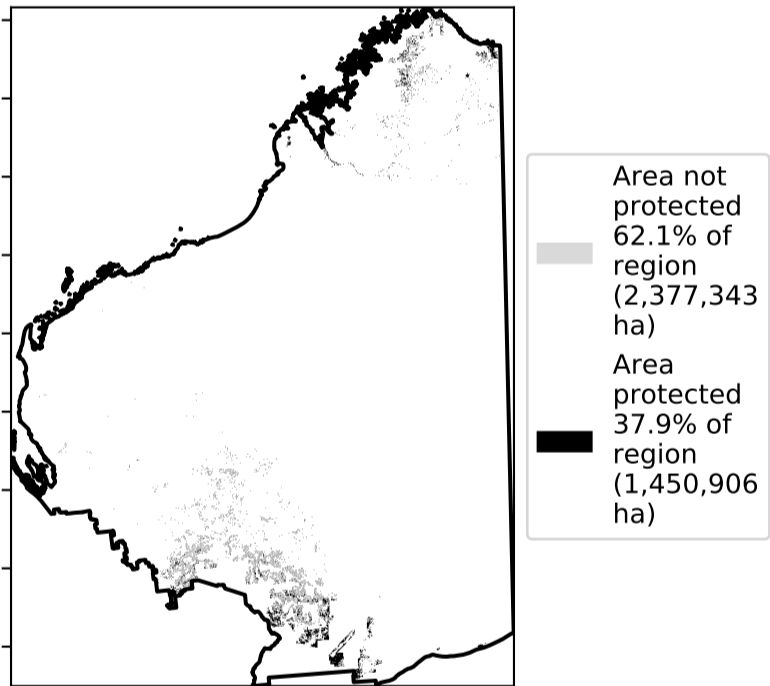 Area not
protected
62.1% of
region
(2,377,343
ha)
Area
protected
37.9% of
region
(1,450,906
ha)